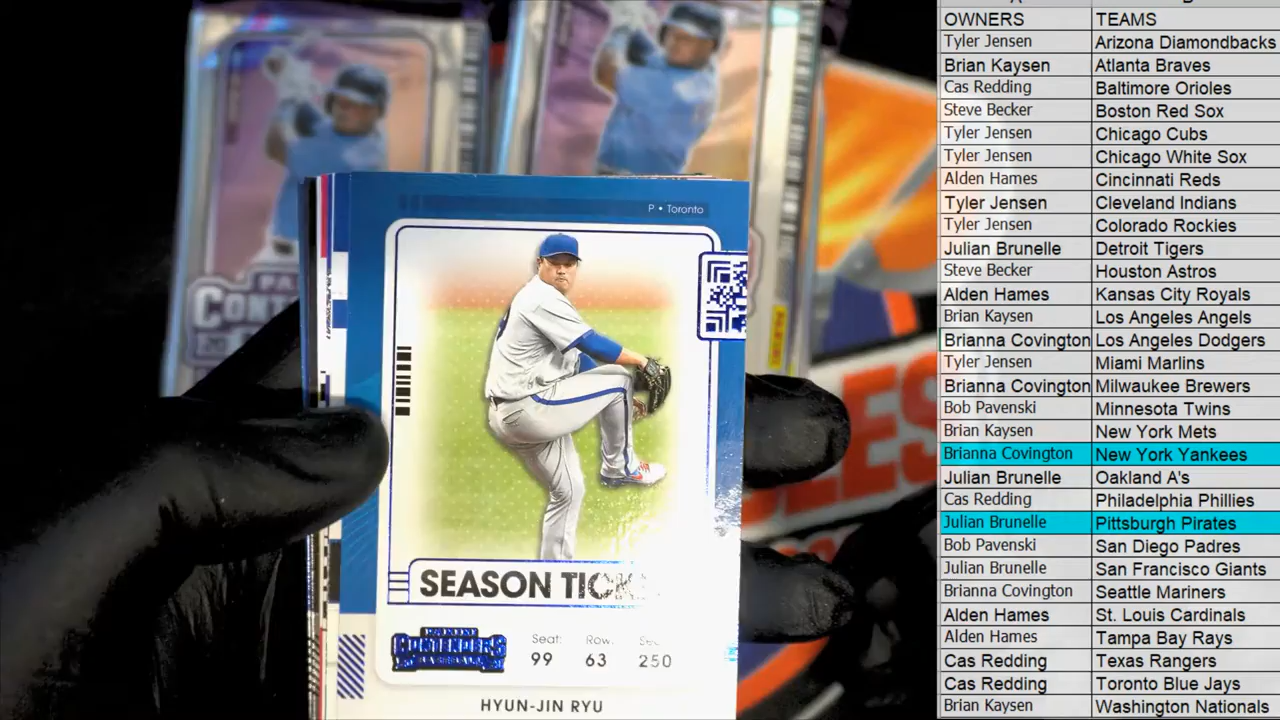 P • Toronto
SEASON TICKE
PANINI
CONTENDERS
Seat: Row:
99 63 250
HYUN-JIN RYU
OWNERS TEAMS
Tyler Jensen Arizona Diamondbacks
Brian Kaysen Atlanta Braves
Cas Redding Baltimore Orioles
Steve Becker Boston Red Sox
Tyler Jensen Chicago Cubs
Tyler Jensen Chicago White Sox
Alden Hames Cincinnati Reds
Tyler Jensen Cleveland Indians
Tyler Jensen Colorado Rockies
Julian Brunelle Detroit Tigers
Steve Becker Houston Astros
Alden Hames Kansas City Royals
Brian Kaysen Los Angeles Angels
Brianna Covington Los Angeles Dodgers
Tyler Jensen Miami Marlins
Brianna Covington Milwaukee Brewers
Bob Pavenski Minnesota Twins
Brian Kaysen New York Mets
Brianna Covington New York Yankees
Julian Brunelle Oakland A's
Cas Redding Philadelphia Phillies
Julian Brunelle Pittsburgh Pirates
Bob Pavenski San Diego Padres
Julian Brunelle San Francisco Giants
Brianna Covington Seattle Mariners
Alden Hames St. Louis Cardinals
Alden Hames Tampa Bay Rays
Cas Redding Texas Rangers
Cas Redding Toronto Blue Jays
Brian Kaysen Washington Nationals